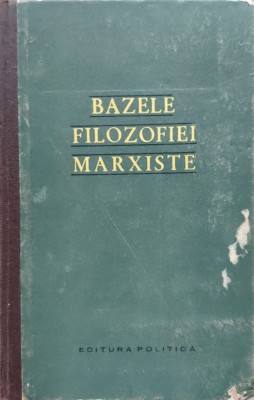 BAZELE
FILOZOFIEI
MARXISTE
EDITURA POLITICĂ